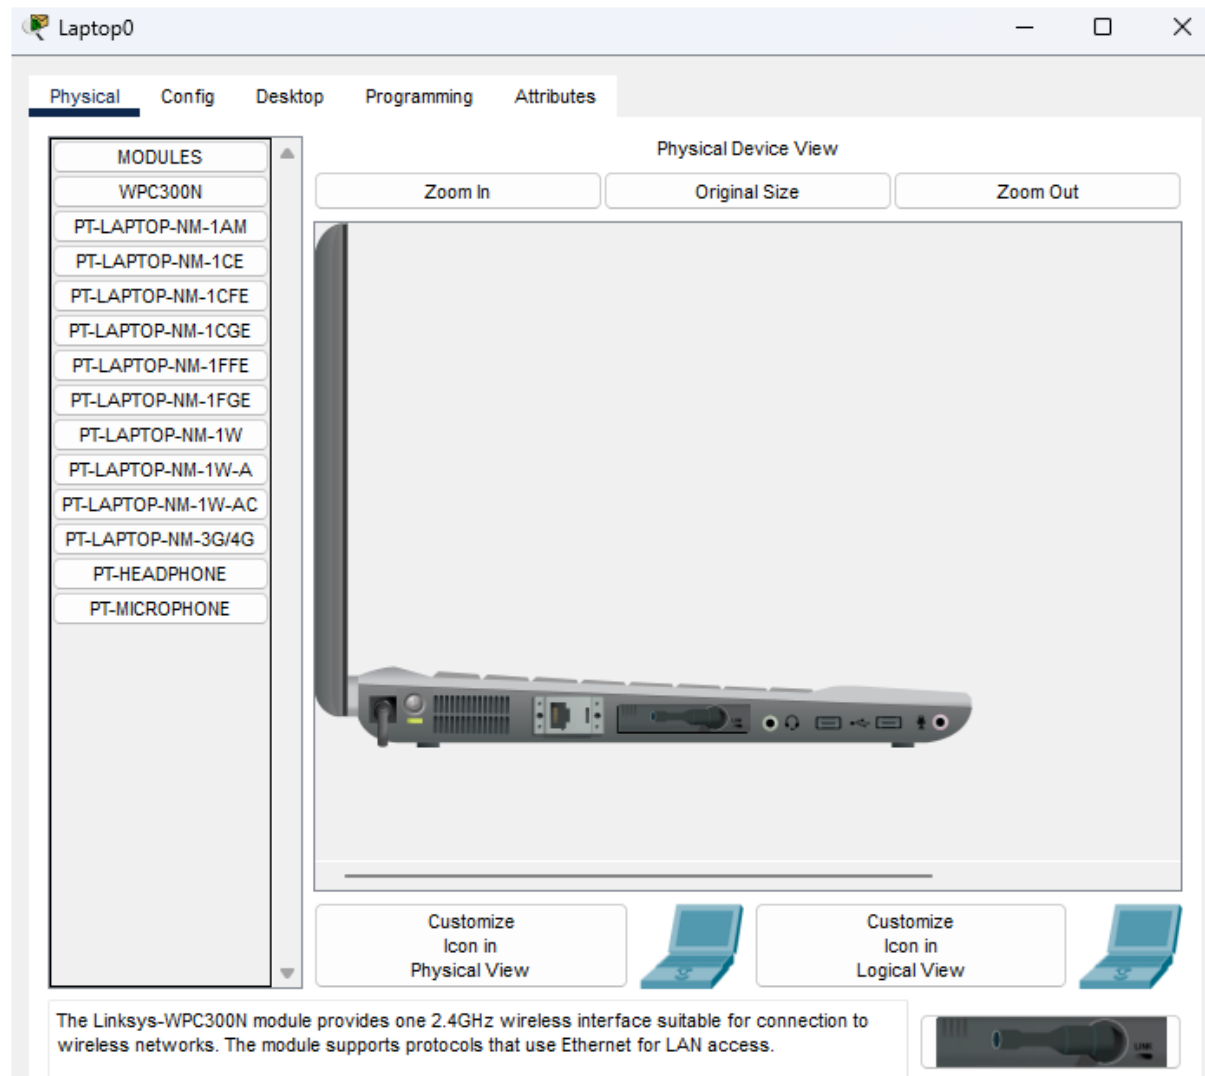 Laptop0
Physical Config Desktop Programming Attributes
MODULES
WPC300N
PT-LAPTOP-NM-1AM
PT-LAPTOP-NM-1CE
PT-LAPTOP-NM-1CFE
PT-LAPTOP-NM-1CGE
PT-LAPTOP-NM-1FFE
PT-LAPTOP-NM-1FGE
PT-LAPTOP-NM-1W
PT-LAPTOP-NM-1W-A
PT-LAPTOP-NM-1W-AC
PT-LAPTOP-NM-3G/4G
PT-HEADPHONE
PT-MICROPHONE
Physical Device View
Zoom In Original Size Zoom Out
Customize
Icon in
Physical View
Customize
Icon in
Logical View
The Linksys-WPC300N module provides one 2.4GHz wireless interface suitable for connection to
wireless networks. The module supports protocols that use Ethernet for LAN access.
LINK